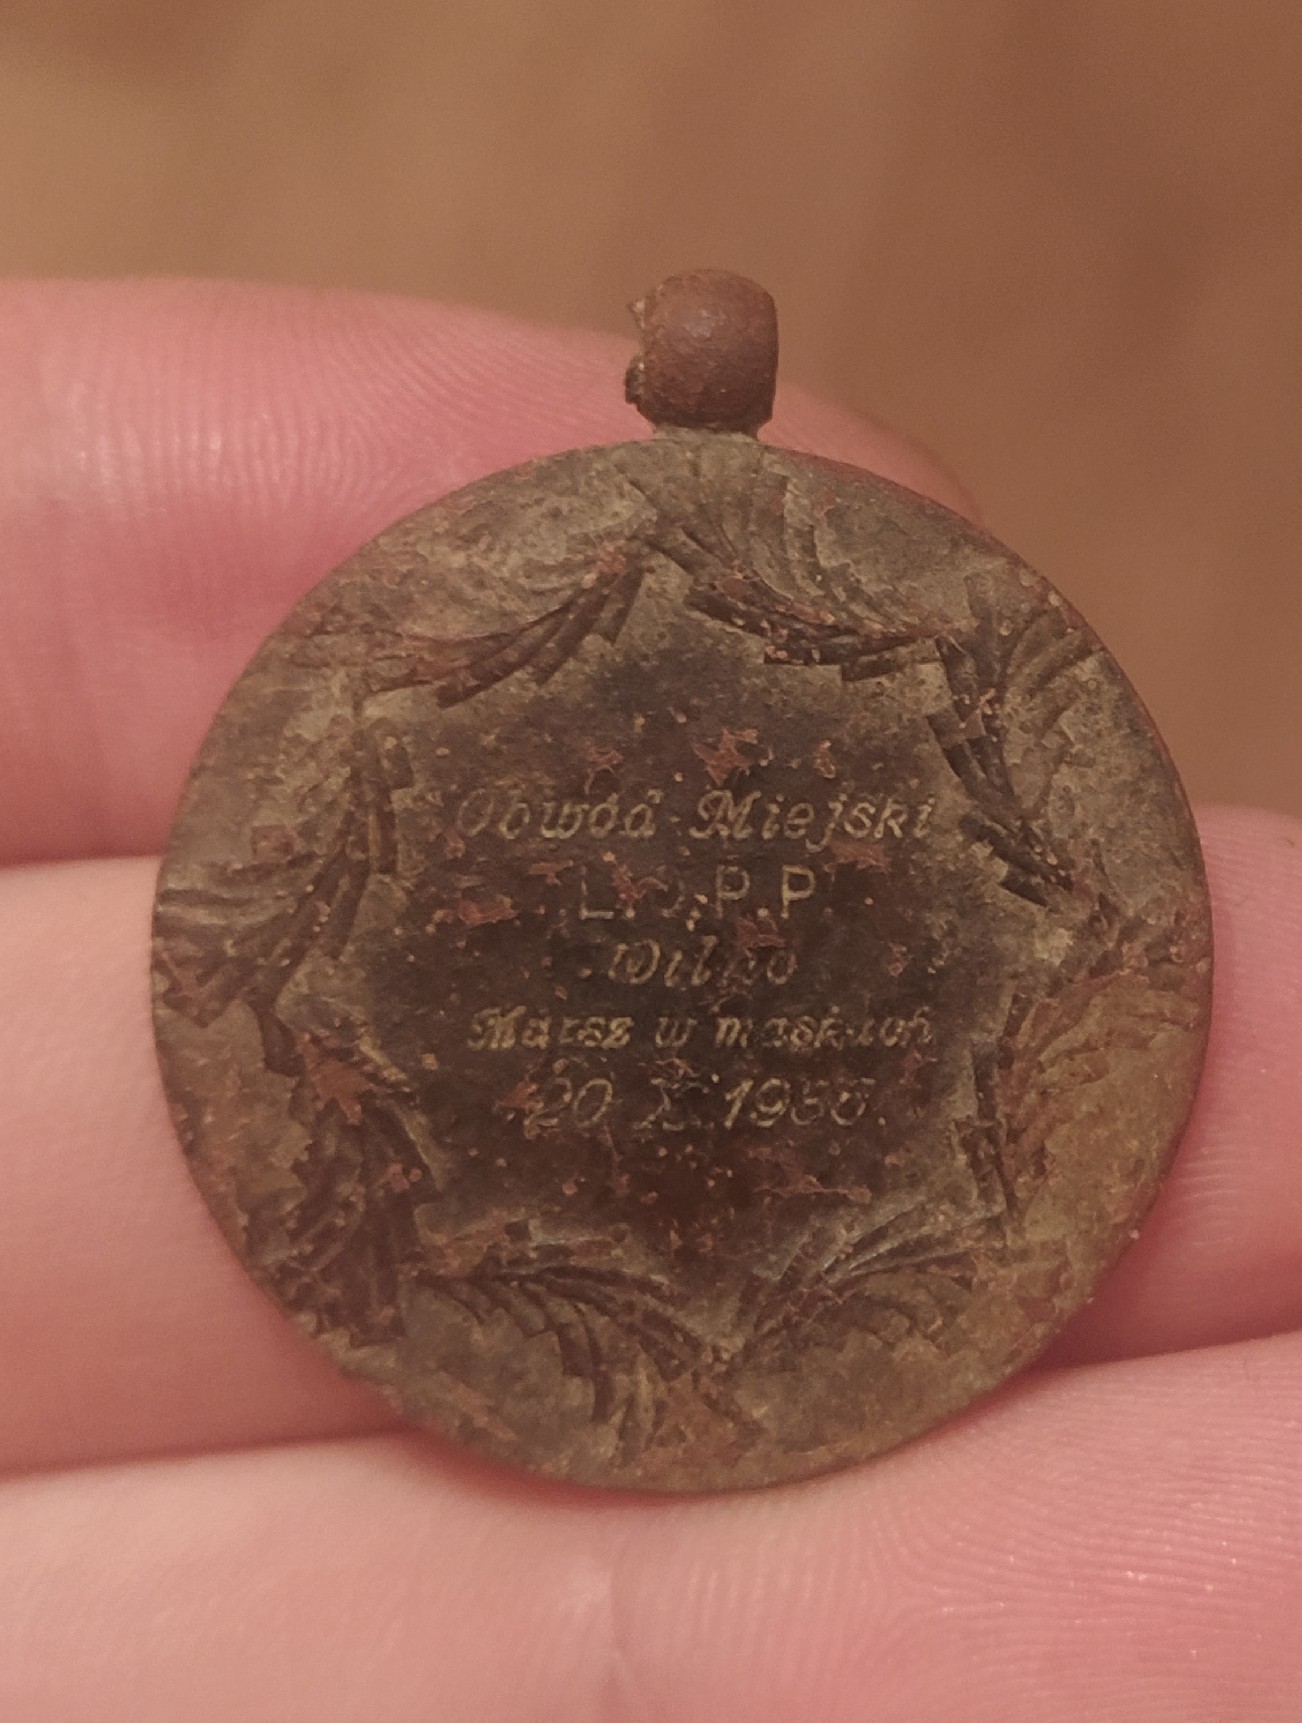 Obwód Miejski
L.O.P.P.
Wilno
Marsz w maskach
20